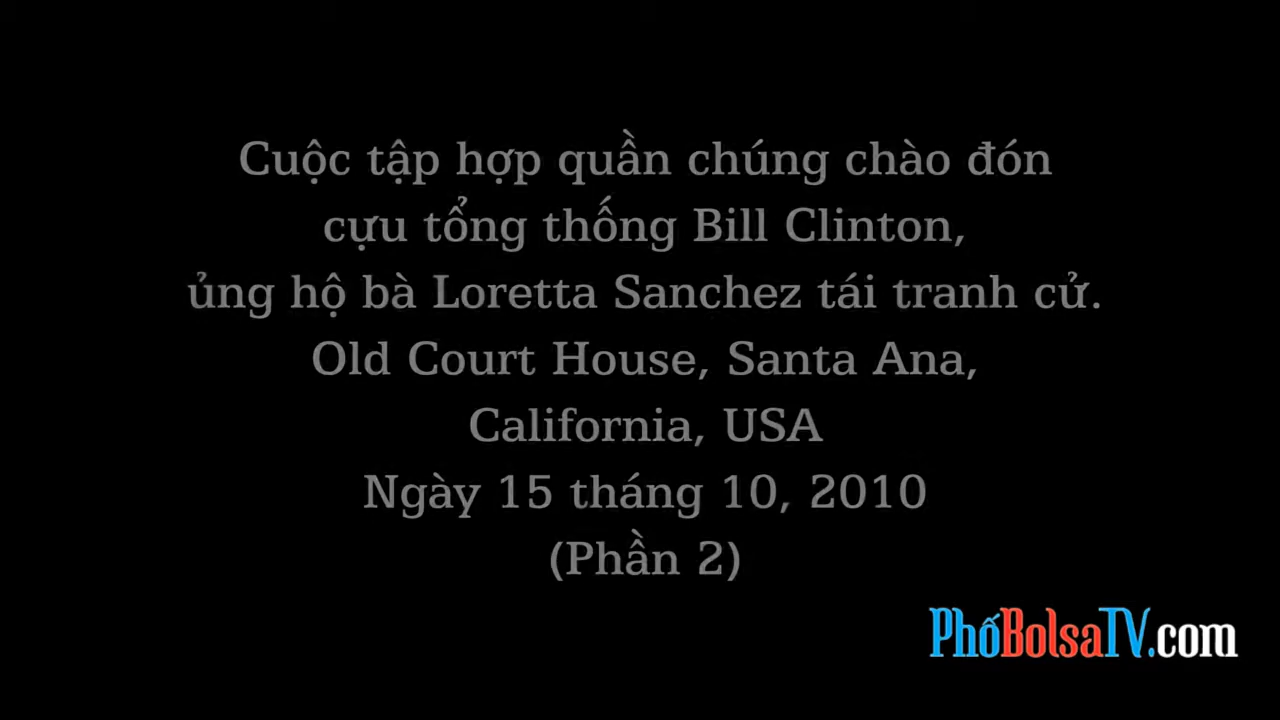 Cuộc tập hợp quần chúng chào đón
cựu tổng thống Bill Clinton,
ủng hộ bà Loretta Sanchez tái tranh cử.
Old Court House, Santa Ana,
California, USA
Ngày 15 tháng 10, 2010
(Phần 2)
PhốBolsaTV.com